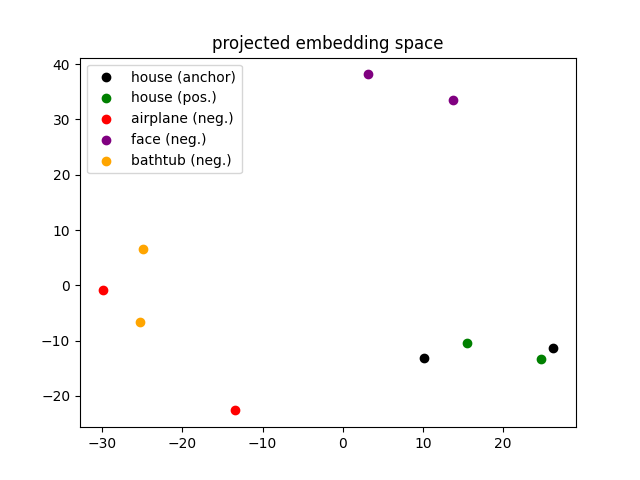 projected embedding space
house (anchor)
house (pos.)
airplane (neg.)
face (neg.)
bathtub (neg.)
40
30
20
10
0
−10
−20
−30 −20 −10 0 10 20